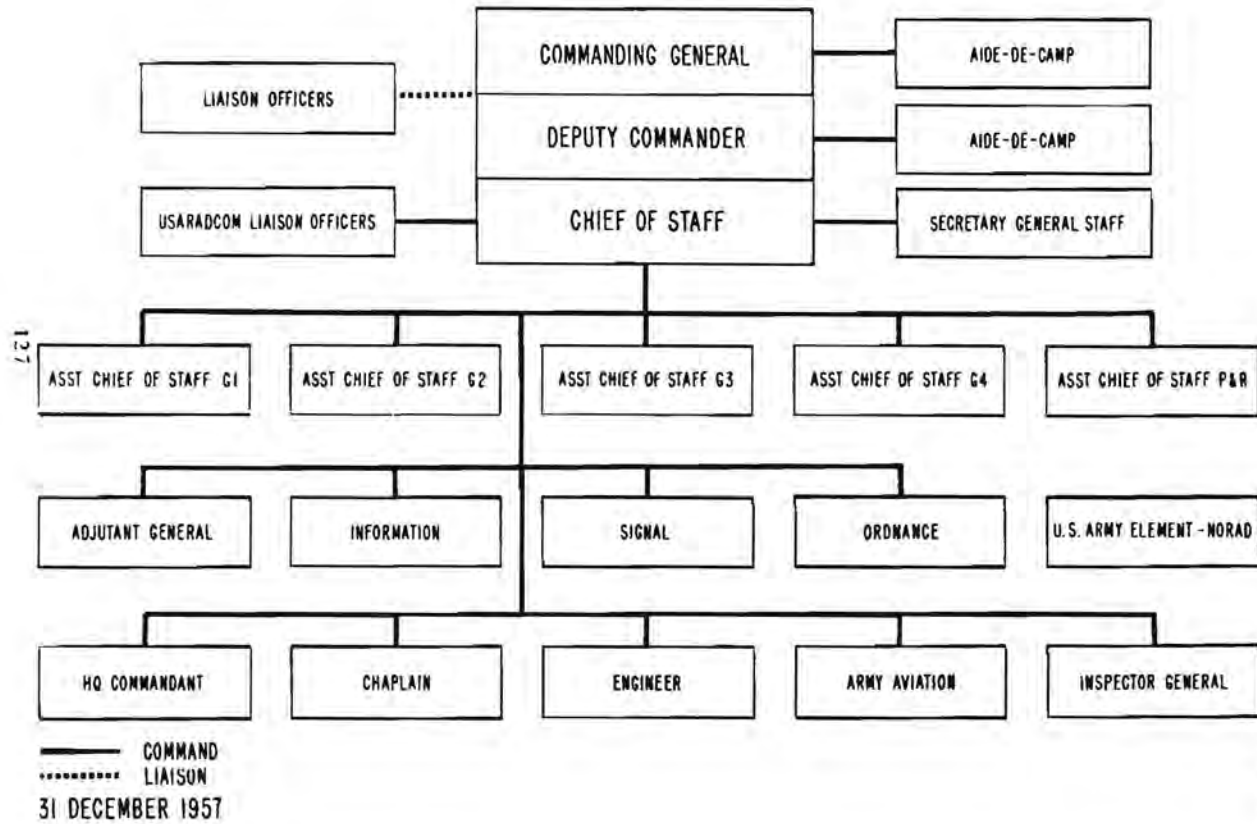 COMMANDING GENERAL
AIDE-DE-CAMP
LIAISON OFFICERS
DEPUTY COMMANDER
AIDE-DE-CAMP
USARADCOM LIAISON OFFICERS
CHIEF OF STAFF
SECRETARY GENERAL STAFF
127
ASST CHIEF OF STAFF G1
ASST CHIEF OF STAFF G2
ASST CHIEF OF STAFF G3
ASST CHIEF OF STAFF G4
ASST CHIEF OF STAFF P&R
ADJUTANT GENERAL
INFORMATION
SIGNAL
ORDNANCE
U.S. ARMY ELEMENT - NORAD
HQ COMMANDANT
CHAPLAIN
ENGINEER
ARMY AVIATION
INSPECTOR GENERAL
COMMAND
LIAISON
31 DECEMBER 1957